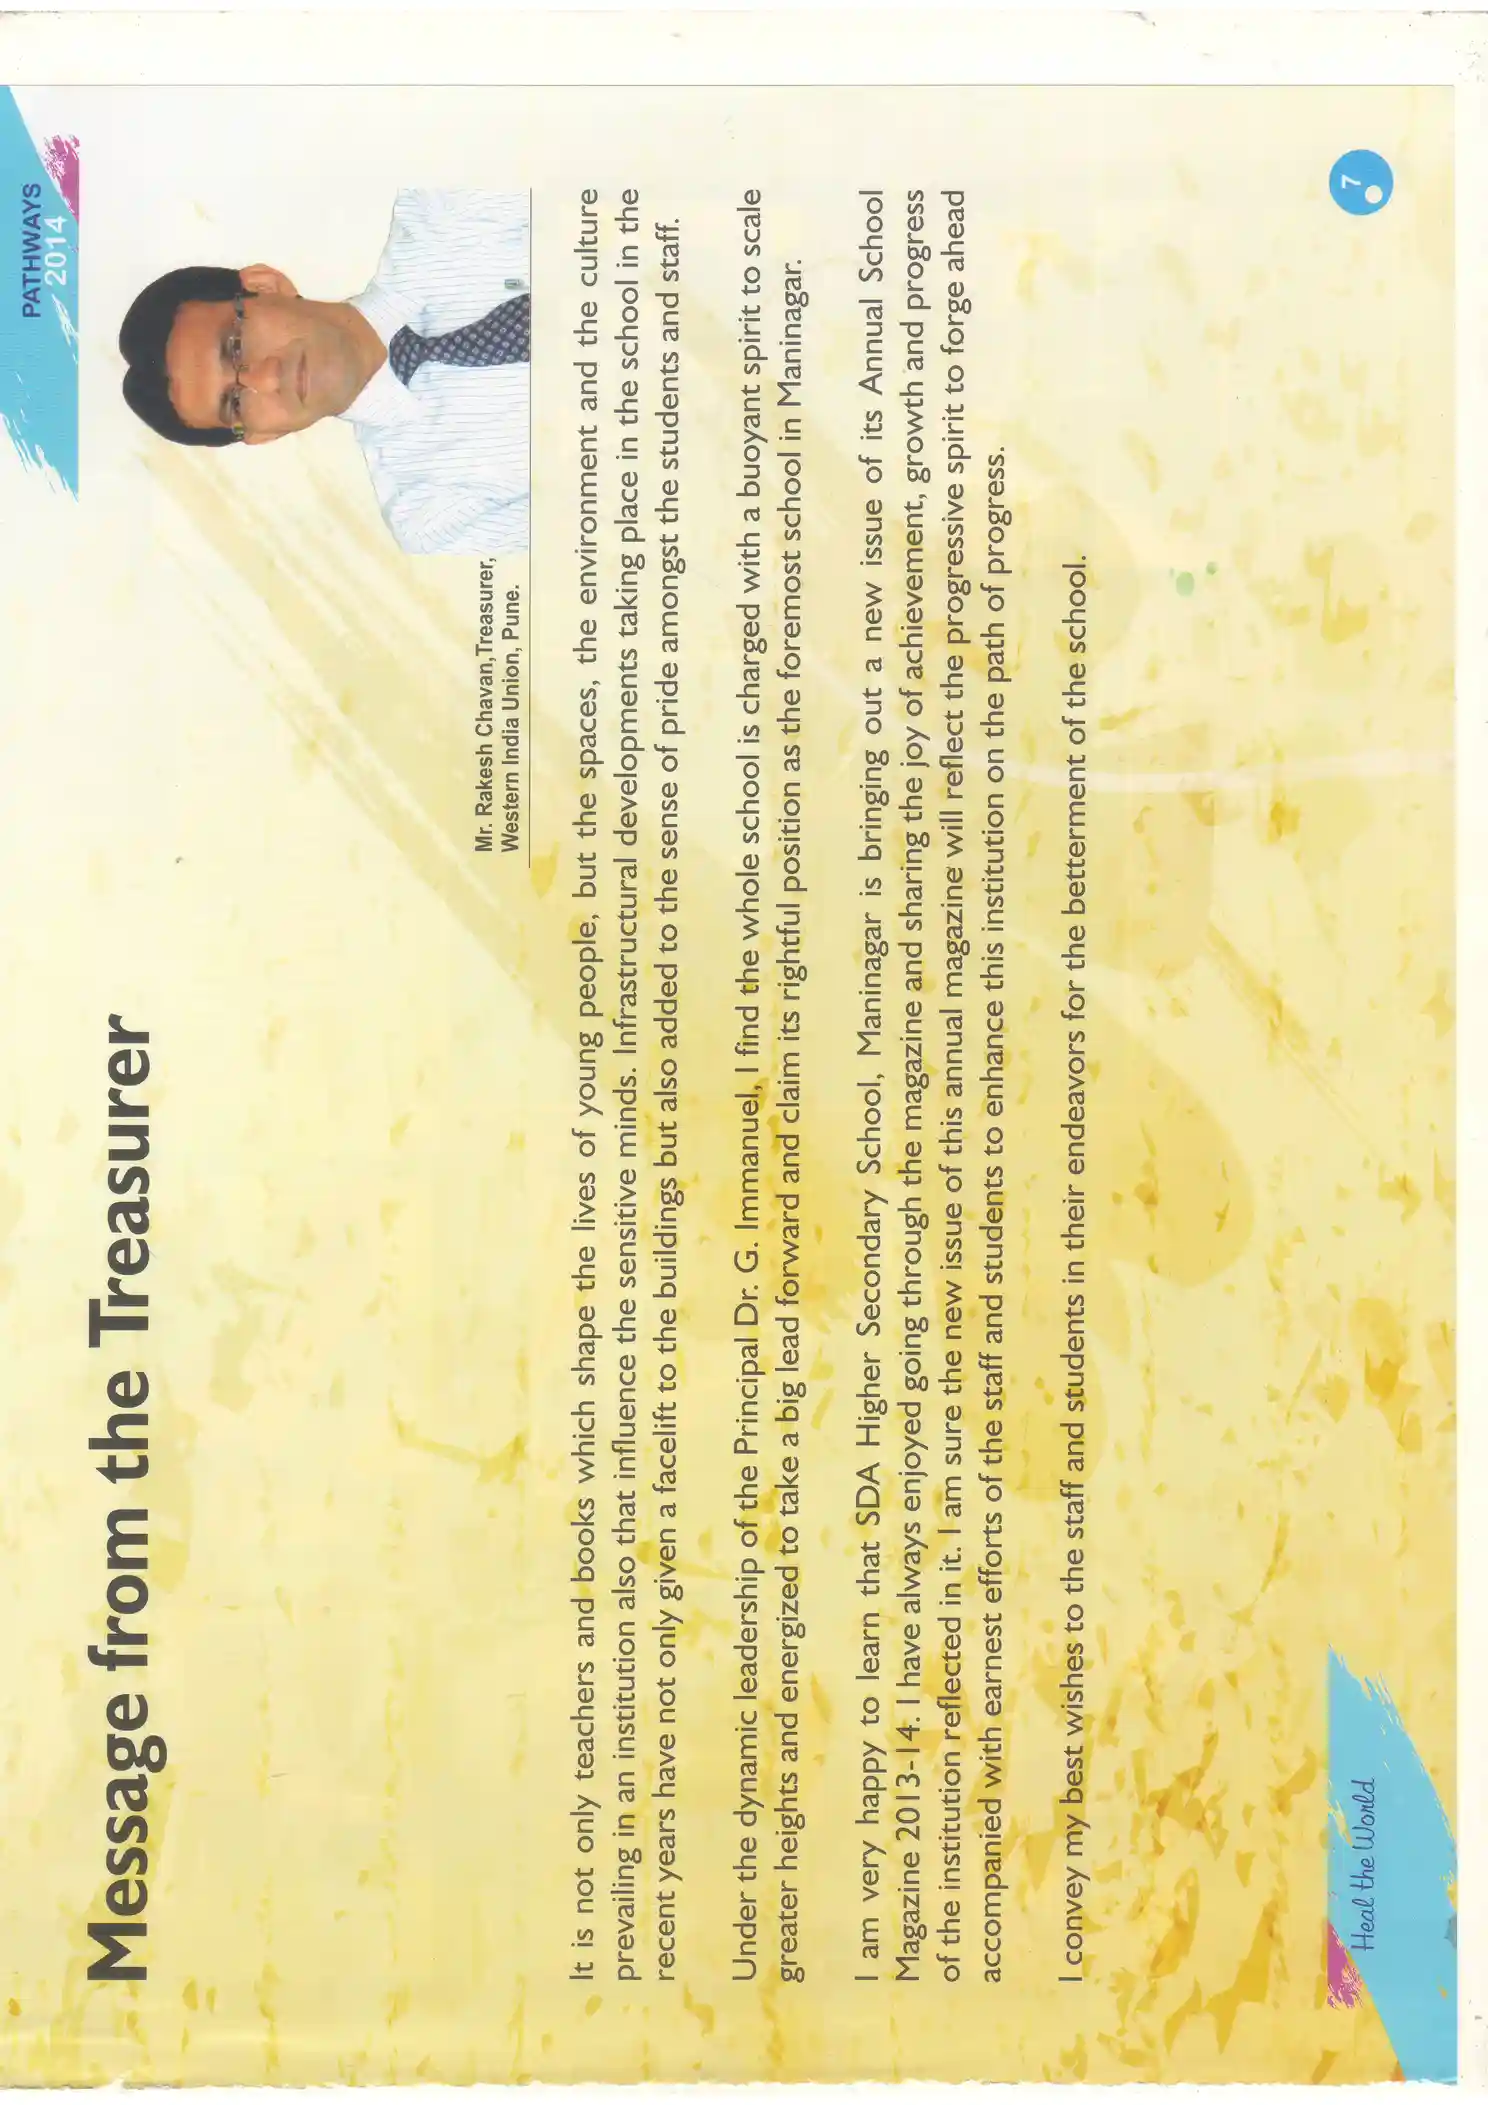 PATHWAYS
2014
Message from the Treasurer
Mr. Rakesh Chavan,Treasurer,
Western India Union, Pune.
It is not only teachers and books which shape the lives of young people, but the spaces, the environment and the culture
prevailing in an institution also that influence the sensitive minds. Infrastructural developments taking place in the school in the
recent years have not only given a facelift to the buildings but also added to the sense of pride amongst the students and staff.
Under the dynamic leadership of the Principal Dr. G. Immanuel, I find the whole school is charged with a buoyant spirit to scale
greater heights and energized to take a big lead forward and claim its rightful position as the foremost school in Maninagar.
I am very happy to learn that SDA Higher Secondary School, Maninagar is bringing out a new issue of its Annual School
Magazine 2013-14. I have always enjoyed going through the magazine and sharing the joy of achievement, growth and progress
of the institution reflected in it. I am sure the new issue of this annual magazine will reflect the progressive spirit to forge ahead
accompanied with earnest efforts of the staff and students to enhance this institution on the path of progress.
I convey my best wishes to the staff and students in their endeavors for the betterment of the school.
Heal the World
7